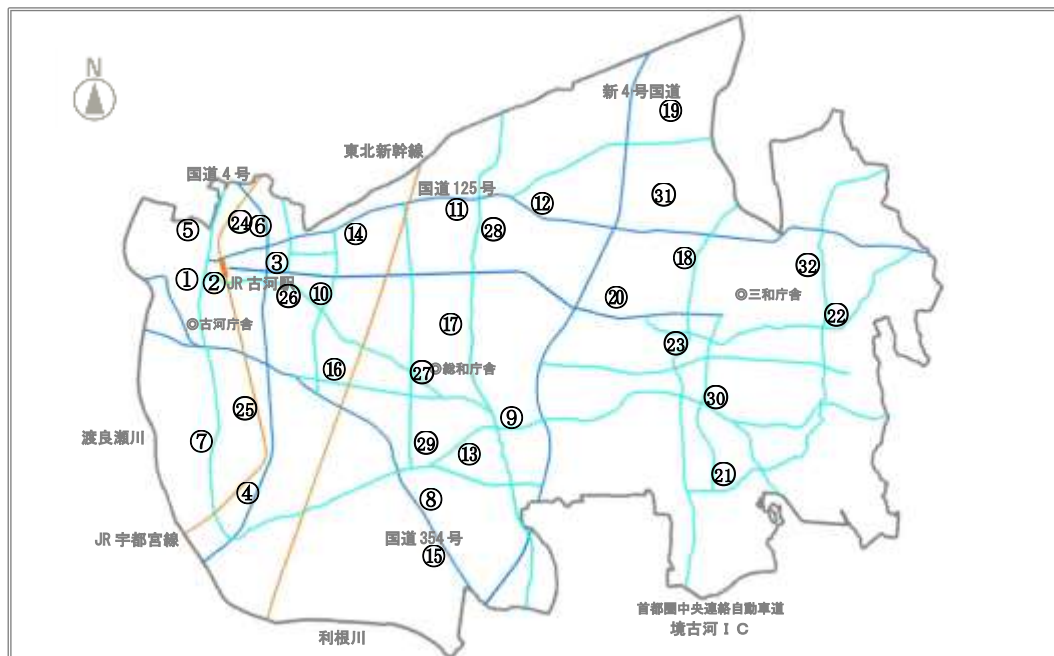 N
新4号国道
⑲
東北新幹線
国道4号
国道125号
㉛
⑪
⑫
⑤
㉔
⑥
⑭
㉘
③
⑱
㉜
①
②
JR古河駅
㉖
⑩
⑳
◎三和庁舎
◎古河庁舎
⑰
㉒
㉓
⑯
㉗
◎総和庁舎
㉕
㉚
⑨
渡良瀬川
⑦
㉙
⑬
㉑
④
⑧
JR宇都宮線
国道354号
⑮
首都圏中央連絡自動車道
境古河IC
利根川